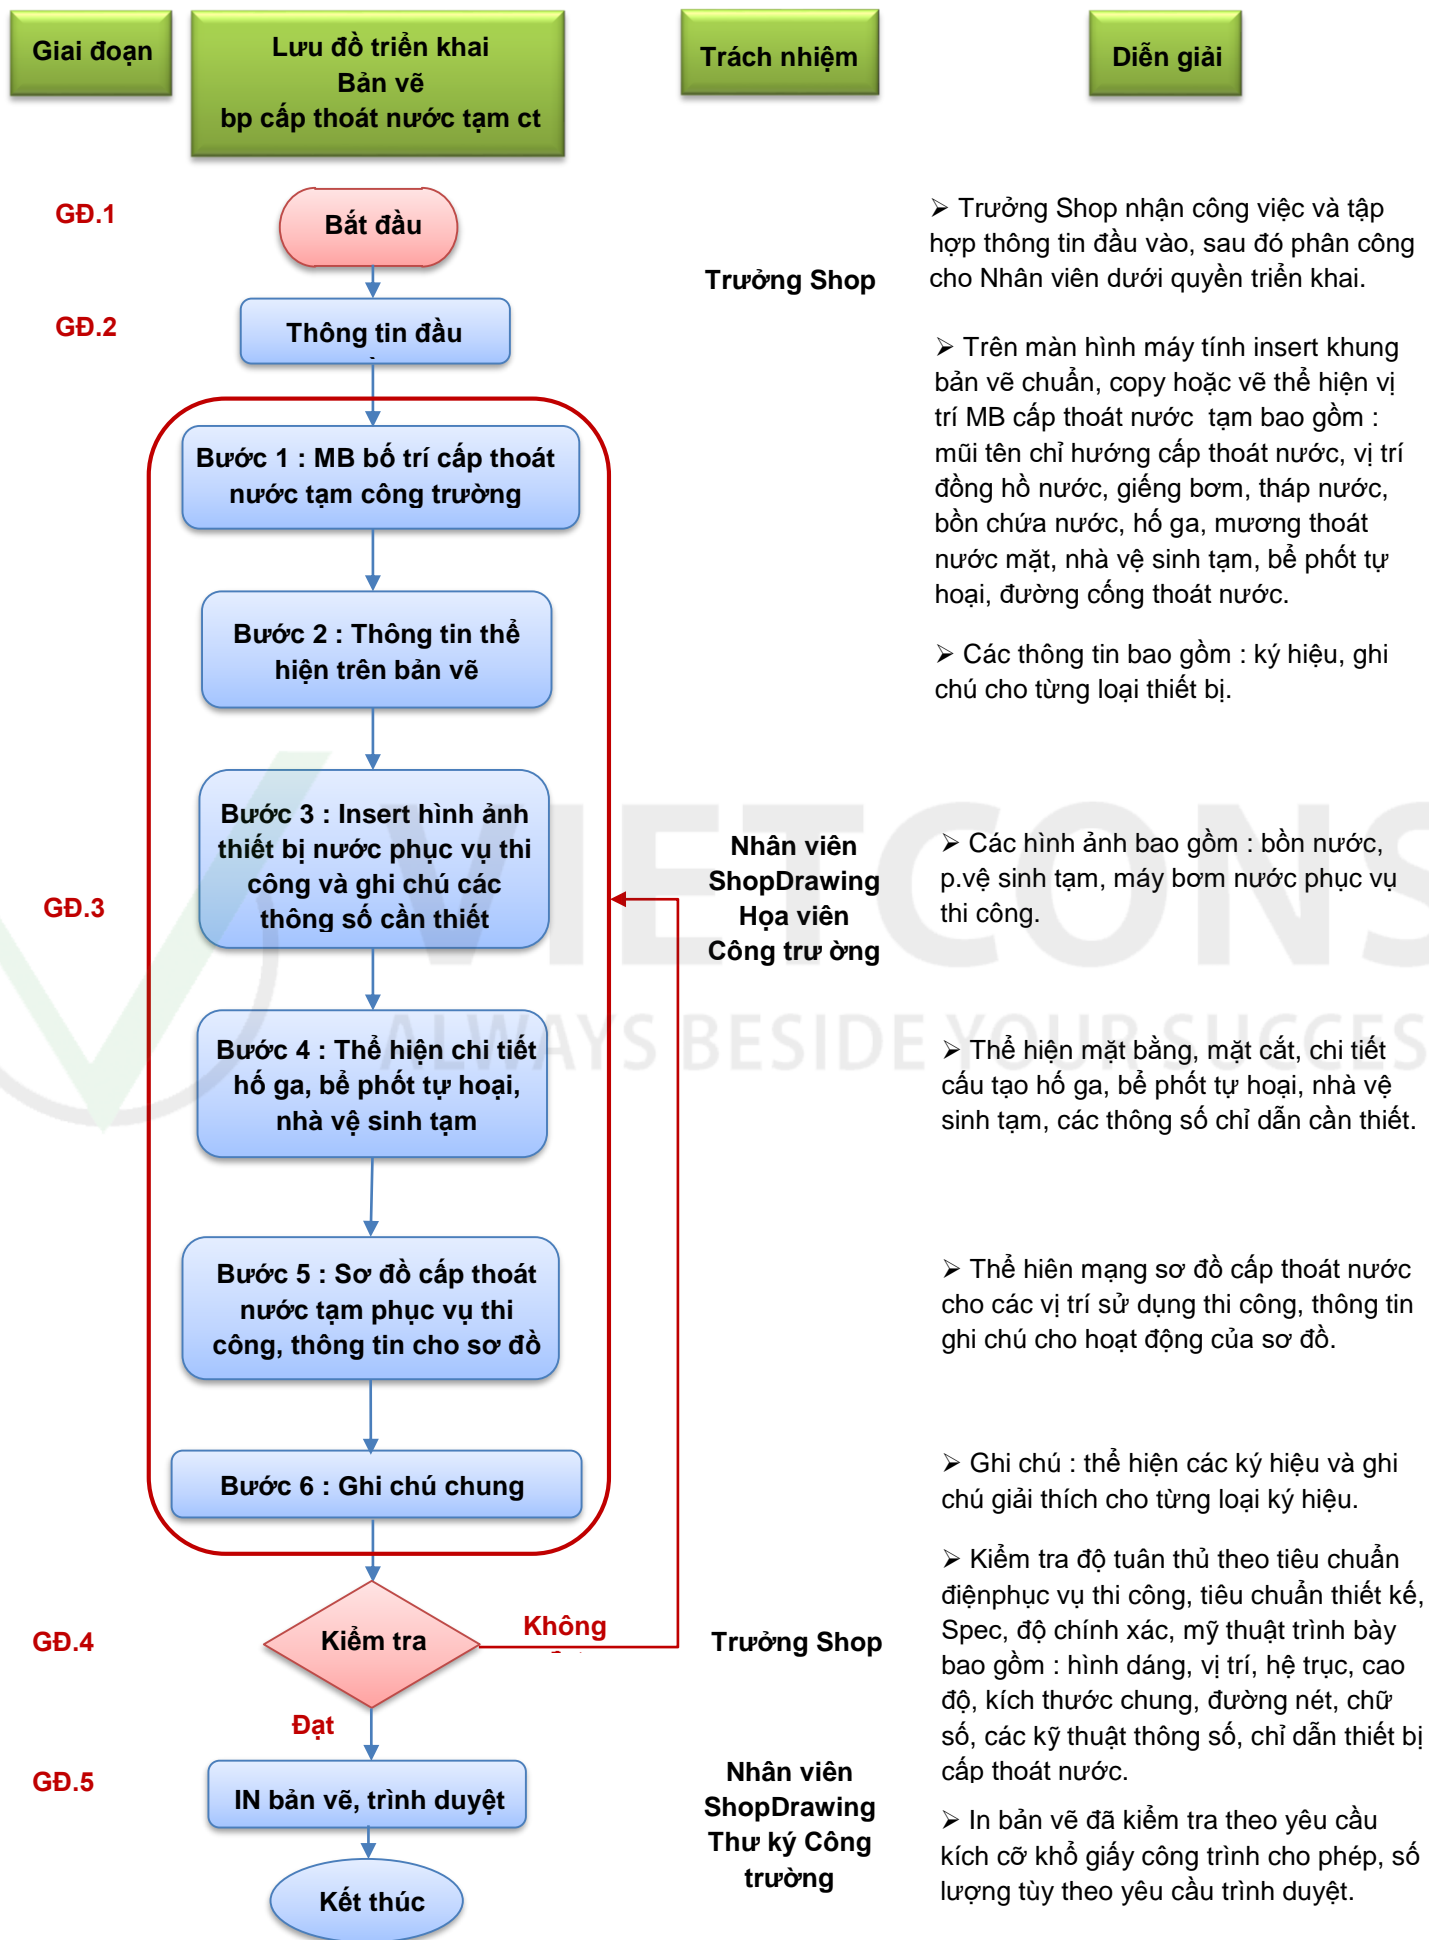 Giai đoạn
Lưu đồ triển khai
Bản vẽ
bp cấp thoát nước tạm ct
Trách nhiệm
Diễn giải
GĐ.1
Bắt đầu
Trưởng Shop
➢ Trưởng Shop nhận công việc và tập
hợp thông tin đầu vào, sau đó phân công
cho Nhân viên dưới quyền triển khai.
GĐ.2
Thông tin đầu
➢ Trên màn hình máy tính insert khung
bản vẽ chuẩn, copy hoặc vẽ thể hiện vị
trí MB cấp thoát nước  tạm bao gồm :
mũi tên chỉ hướng cấp thoát nước, vị trí
đồng hồ nước, giếng bơm, tháp nước,
bồn chứa nước, hố ga, mương thoát
nước mặt, nhà vệ sinh tạm, bể phốt tự
hoại, đường cống thoát nước.
Bước 1 : MB bố trí cấp thoát
nước tạm công trường
Bước 2 : Thông tin thể
hiện trên bản vẽ
➢ Các thông tin bao gồm : ký hiệu, ghi
chú cho từng loại thiết bị.
GĐ.3
Bước 3 : Insert hình ảnh
thiết bị nước phục vụ thi
công và ghi chú các
thông số cần thiết
Nhân viên
ShopDrawing
Họa viên
Công trư ờng
➢ Các hình ảnh bao gồm : bồn nước,
p.vệ sinh tạm, máy bơm nước phục vụ
thi công.
VIETCONS
ALWAYS BESIDE YOUR SUCCES
Bước 4 : Thể hiện chi tiết
hố ga, bể phốt tự hoại,
nhà vệ sinh tạm
➢ Thể hiện mặt bằng, mặt cắt, chi tiết
cấu tạo hố ga, bể phốt tự hoại, nhà vệ
sinh tạm, các thông số chỉ dẫn cần thiết.
Bước 5 : Sơ đồ cấp thoát
nước tạm phục vụ thi
công, thông tin cho sơ đồ
➢ Thể hiên mạng sơ đồ cấp thoát nước
cho các vị trí sử dụng thi công, thông tin
ghi chú cho hoạt động của sơ đồ.
Bước 6 : Ghi chú chung
➢ Ghi chú : thể hiện các ký hiệu và ghi
chú giải thích cho từng loại ký hiệu.
GĐ.4
Kiểm tra
Không
Đạt
Trưởng Shop
➢ Kiểm tra độ tuân thủ theo tiêu chuẩn
điệnphục vụ thi công, tiêu chuẩn thiết kế,
Spec, độ chính xác, mỹ thuật trình bày
bao gồm : hình dáng, vị trí, hệ trục, cao
độ, kích thước chung, đường nét, chữ
số, các kỹ thuật thông số, chỉ dẫn thiết bị
cấp thoát nước.
GĐ.5
IN bản vẽ, trình duyệt
Nhân viên
ShopDrawing
Thư ký Công
trường
➢ In bản vẽ đã kiểm tra theo yêu cầu
kích cỡ khổ giấy công trình cho phép, số
lượng tùy theo yêu cầu trình duyệt.
Kết thúc